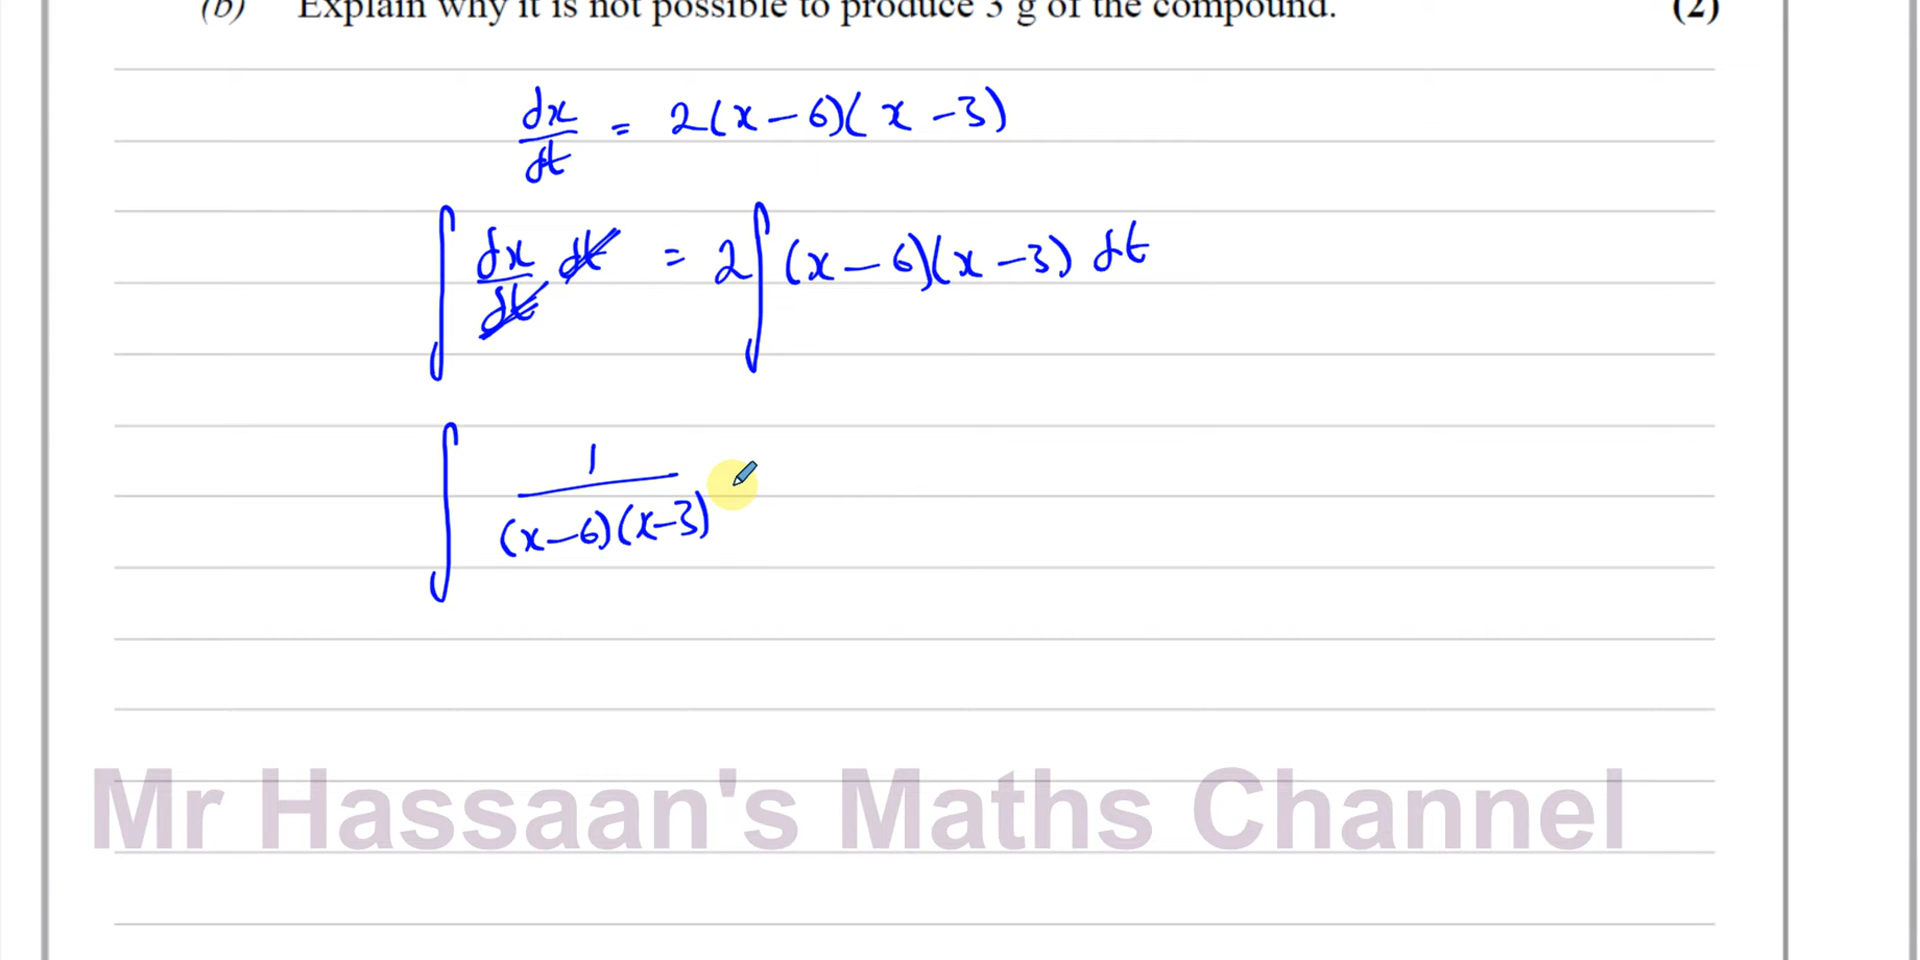 (b) Explain why it is not possible to produce 3 g of the compound. (2)
dx/dt = 2(x-6)(x-3)
∫ dx/dt dt = 2∫(x-6)(x-3) dt
∫ 1/(x-6)(x-3)
Mr Hassaan's Maths Channel